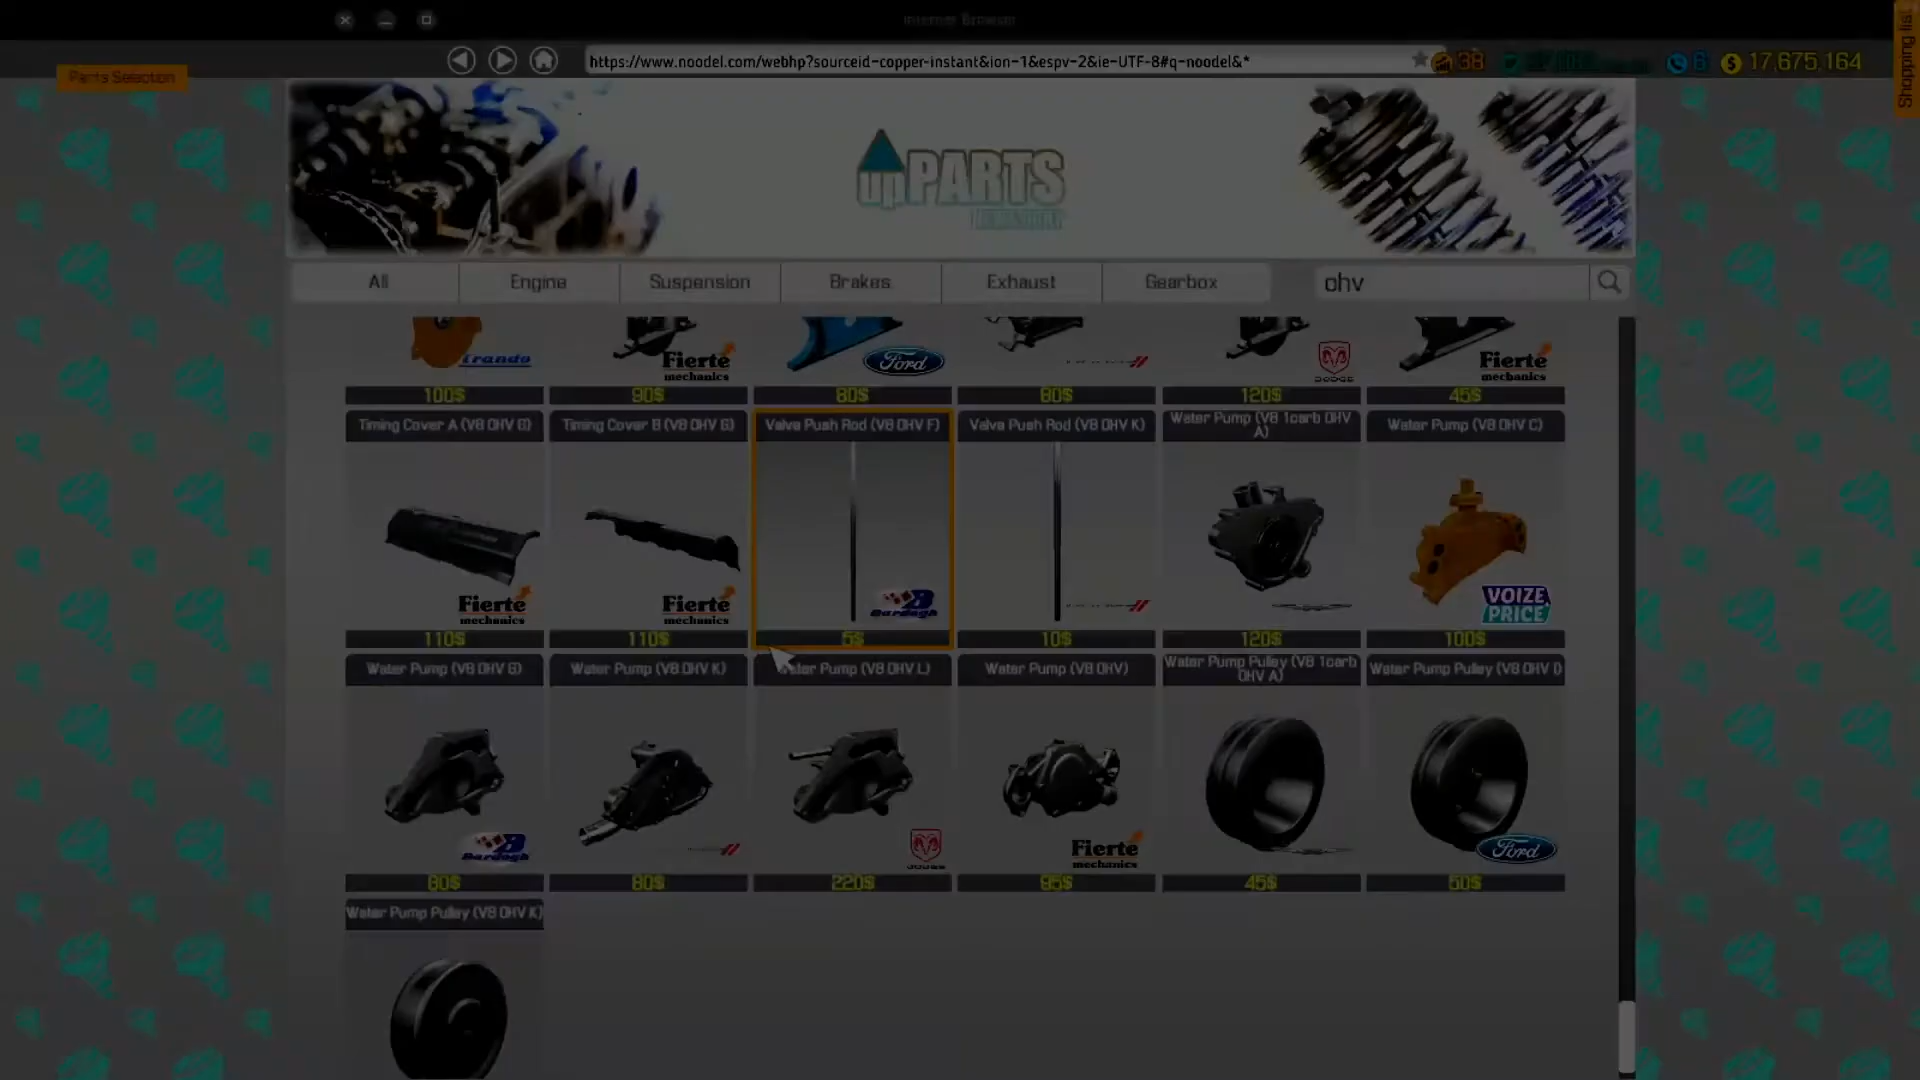 Internet Browser
Shopping list
https://www.noodel.com/webhp?sourceid-copper-instant&ion-1&espv-2&ie-UTF-8#q-noodel&*
38
6
$ 17,675,164
Parts Selection
upPARTS
All
Engine
Suspension
Brakes
Exhaust
Gearbox
ohv
Trando
Fierte mechanics
Ford
DODGE
Fierte mechanics
100$
90$
80$
80$
120$
45$
Timing Cover A (V8 OHV G)
Timing Cover B (V8 OHV G)
Valve Push Rod (V8 OHV F)
Valve Push Rod (V8 OHV K)
Water Pump (V8 1carb OHV
A)
Water Pump (V8 OHV C)
Fierte mechanics
Fierte mechanics
B Bardagh
VOIZE PRICE
110$
110$
5$
10$
120$
100$
Water Pump (V8 OHV G)
Water Pump (V8 OHV K)
Water Pump (V8 OHV L)
Water Pump (V8 OHV)
Water Pump Pulley (V8 1carb
OHV A)
Water Pump Pulley (V8 OHV I)
B Bardagh
DODGE
Fierte mechanics
Ford
80$
80$
220$
95$
45$
50$
Water Pump Pulley (V8 OHV K)